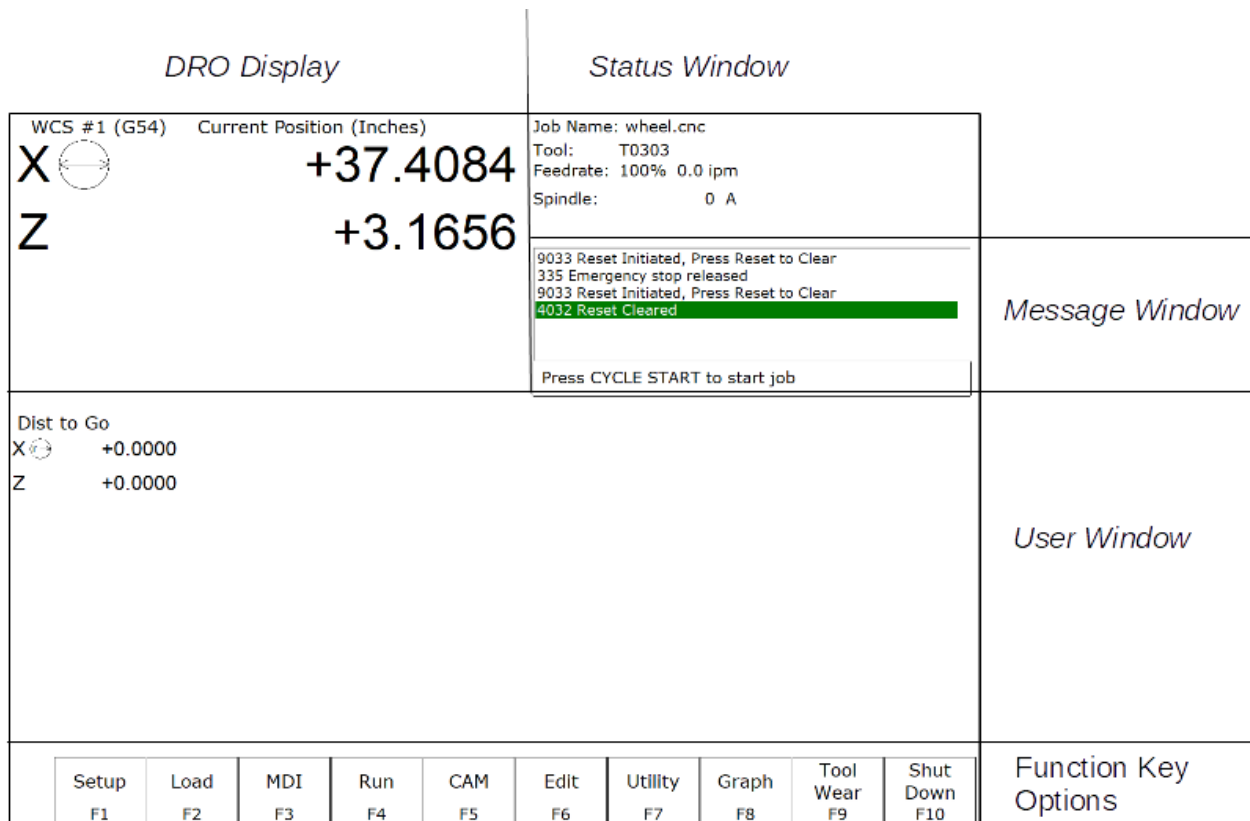 DRO Display
Status Window
WCS #1 (G54) Current Position (Inches)
X +37.4084
Z +3.1656
Job Name: wheel.cnc
Tool: T0303
Feedrate: 100% 0.0 ipm
Spindle: 0 A
9033 Reset Initiated, Press Reset to Clear
335 Emergency stop released
9033 Reset Initiated, Press Reset to Clear
4032 Reset Cleared
Press CYCLE START to start job
Message Window
Dist to Go
X +0.0000
Z +0.0000
User Window
Setup F1
Load F2
MDI F3
Run F4
CAM F5
Edit F6
Utility F7
Graph F8
Tool Wear F9
Shut Down F10
Function Key
Options